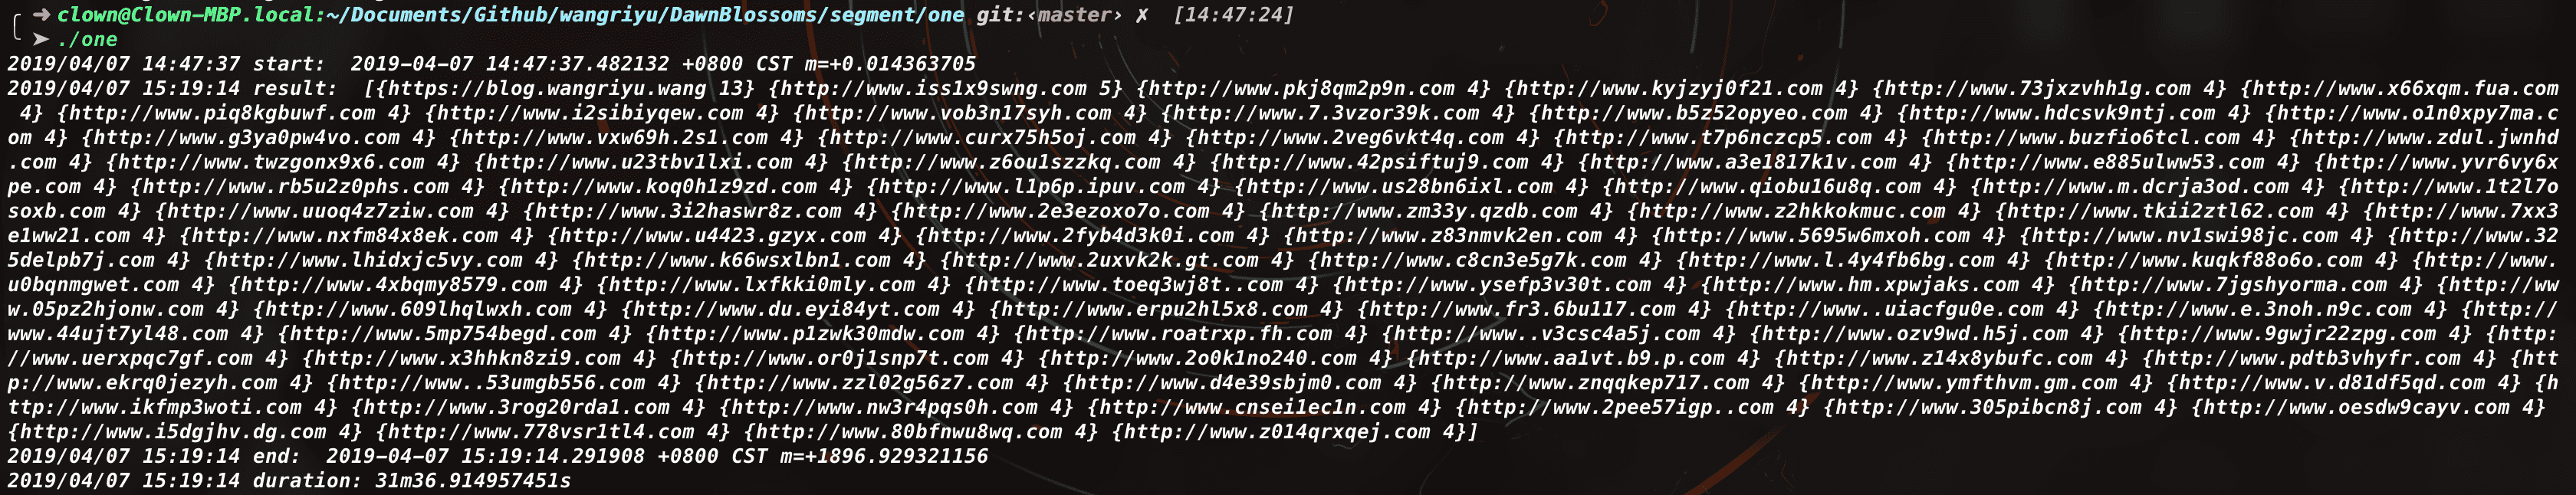 ➜ clown@Clown-MBP.local:~/Documents/Github/wangriyu/DawnBlossoms/segment/one git:‹master› ✗ [14:47:24]
➤ ./one
2019/04/07 14:47:37 start:  2019-04-07 14:47:37.482132 +0800 CST m=+0.014363705
2019/04/07 15:19:14 result:  [{https://blog.wangriyu.wang 13} {http://www.iss1x9swng.com 5} {http://www.pkj8qm2p9n.com 4} {http://www.kyjzyj0f21.com 4} {http://www.73jxzvhh1g.com 4} {http://www.x66xqm.fua.com
 4} {http://www.piq8kgbuwf.com 4} {http://www.i2sibiyqew.com 4} {http://www.vob3n17syh.com 4} {http://www.7.3vzor39k.com 4} {http://www.b5z52opyeo.com 4} {http://www.hdcsvk9ntj.com 4} {http://www.o1n0xpy7ma.c
om 4} {http://www.g3ya0pw4vo.com 4} {http://www.vxw69h.2s1.com 4} {http://www.curx75h5oj.com 4} {http://www.2veg6vkt4q.com 4} {http://www.t7p6nczcp5.com 4} {http://www.buzfio6tcl.com 4} {http://www.zdul.jwnhd
.com 4} {http://www.twzgonx9x6.com 4} {http://www.u23tbv1lxi.com 4} {http://www.z6ou1szzkq.com 4} {http://www.42psiftuj9.com 4} {http://www.a3e1817k1v.com 4} {http://www.e885ulww53.com 4} {http://www.yvr6vy6x
pe.com 4} {http://www.rb5u2z0phs.com 4} {http://www.koq0h1z9zd.com 4} {http://www.l1p6p.ipuv.com 4} {http://www.us28bn6ixl.com 4} {http://www.qiobu16u8q.com 4} {http://www.m.dcrja3od.com 4} {http://www.1t2l7o
soxb.com 4} {http://www.uuoq4z7ziw.com 4} {http://www.3i2haswr8z.com 4} {http://www.2e3ezoxo7o.com 4} {http://www.zm33y.qzdb.com 4} {http://www.z2hkkokmuc.com 4} {http://www.tkii2ztl62.com 4} {http://www.7xx3
e1ww21.com 4} {http://www.nxfm84x8ek.com 4} {http://www.u4423.gzyx.com 4} {http://www.2fyb4d3k0i.com 4} {http://www.z83nmvk2en.com 4} {http://www.5695w6mxoh.com 4} {http://www.nv1swi98jc.com 4} {http://www.32
5delpb7j.com 4} {http://www.lhidxjc5vy.com 4} {http://www.k66wsxlbn1.com 4} {http://www.2uxvk2k.gt.com 4} {http://www.c8cn3e5g7k.com 4} {http://www.l.4y4fb6bg.com 4} {http://www.kuqkf88o6o.com 4} {http://www.
u0bqnmgwet.com 4} {http://www.4xbqmy8579.com 4} {http://www.lxfkki0mly.com 4} {http://www.toeq3wj8t..com 4} {http://www.ysefp3v30t.com 4} {http://www.hm.xpwjaks.com 4} {http://www.7jgshyorma.com 4} {http://ww
w.05pz2hjonw.com 4} {http://www.609lhqlwxh.com 4} {http://www.du.eyi84yt.com 4} {http://www.erpu2hl5x8.com 4} {http://www.fr3.6bu117.com 4} {http://www..uiacfgu0e.com 4} {http://www.e.3noh.n9c.com 4} {http://
www.44ujt7yl48.com 4} {http://www.5mp754begd.com 4} {http://www.p1zwk30mdw.com 4} {http://www.roatrxp.fh.com 4} {http://www..v3csc4a5j.com 4} {http://www.ozv9wd.h5j.com 4} {http://www.9gwjr22zpg.com 4} {http:
//www.uerxpqc7gf.com 4} {http://www.x3hhkn8zi9.com 4} {http://www.or0j1snp7t.com 4} {http://www.2o0k1no240.com 4} {http://www.aa1vt.b9.p.com 4} {http://www.z14x8ybufc.com 4} {http://www.pdtb3vhyfr.com 4} {htt
p://www.ekrq0jezyh.com 4} {http://www..53umgb556.com 4} {http://www.zzl02g56z7.com 4} {http://www.d4e39sbjm0.com 4} {http://www.znqqkep717.com 4} {http://www.ymfthvm.gm.com 4} {http://www.v.d81df5qd.com 4} {h
ttp://www.ikfmp3woti.com 4} {http://www.3rog20rda1.com 4} {http://www.nw3r4pqs0h.com 4} {http://www.cnsei1ec1n.com 4} {http://www.2pee57igp..com 4} {http://www.305pibcn8j.com 4} {http://www.oesdw9cayv.com 4}
{http://www.i5dgjhv.dg.com 4} {http://www.778vsr1tl4.com 4} {http://www.80bfnwu8wq.com 4} {http://www.z014qrxqej.com 4}]
2019/04/07 15:19:14 end:  2019-04-07 15:19:14.291908 +0800 CST m=+1896.929321156
2019/04/07 15:19:14 duration: 31m36.914957451s